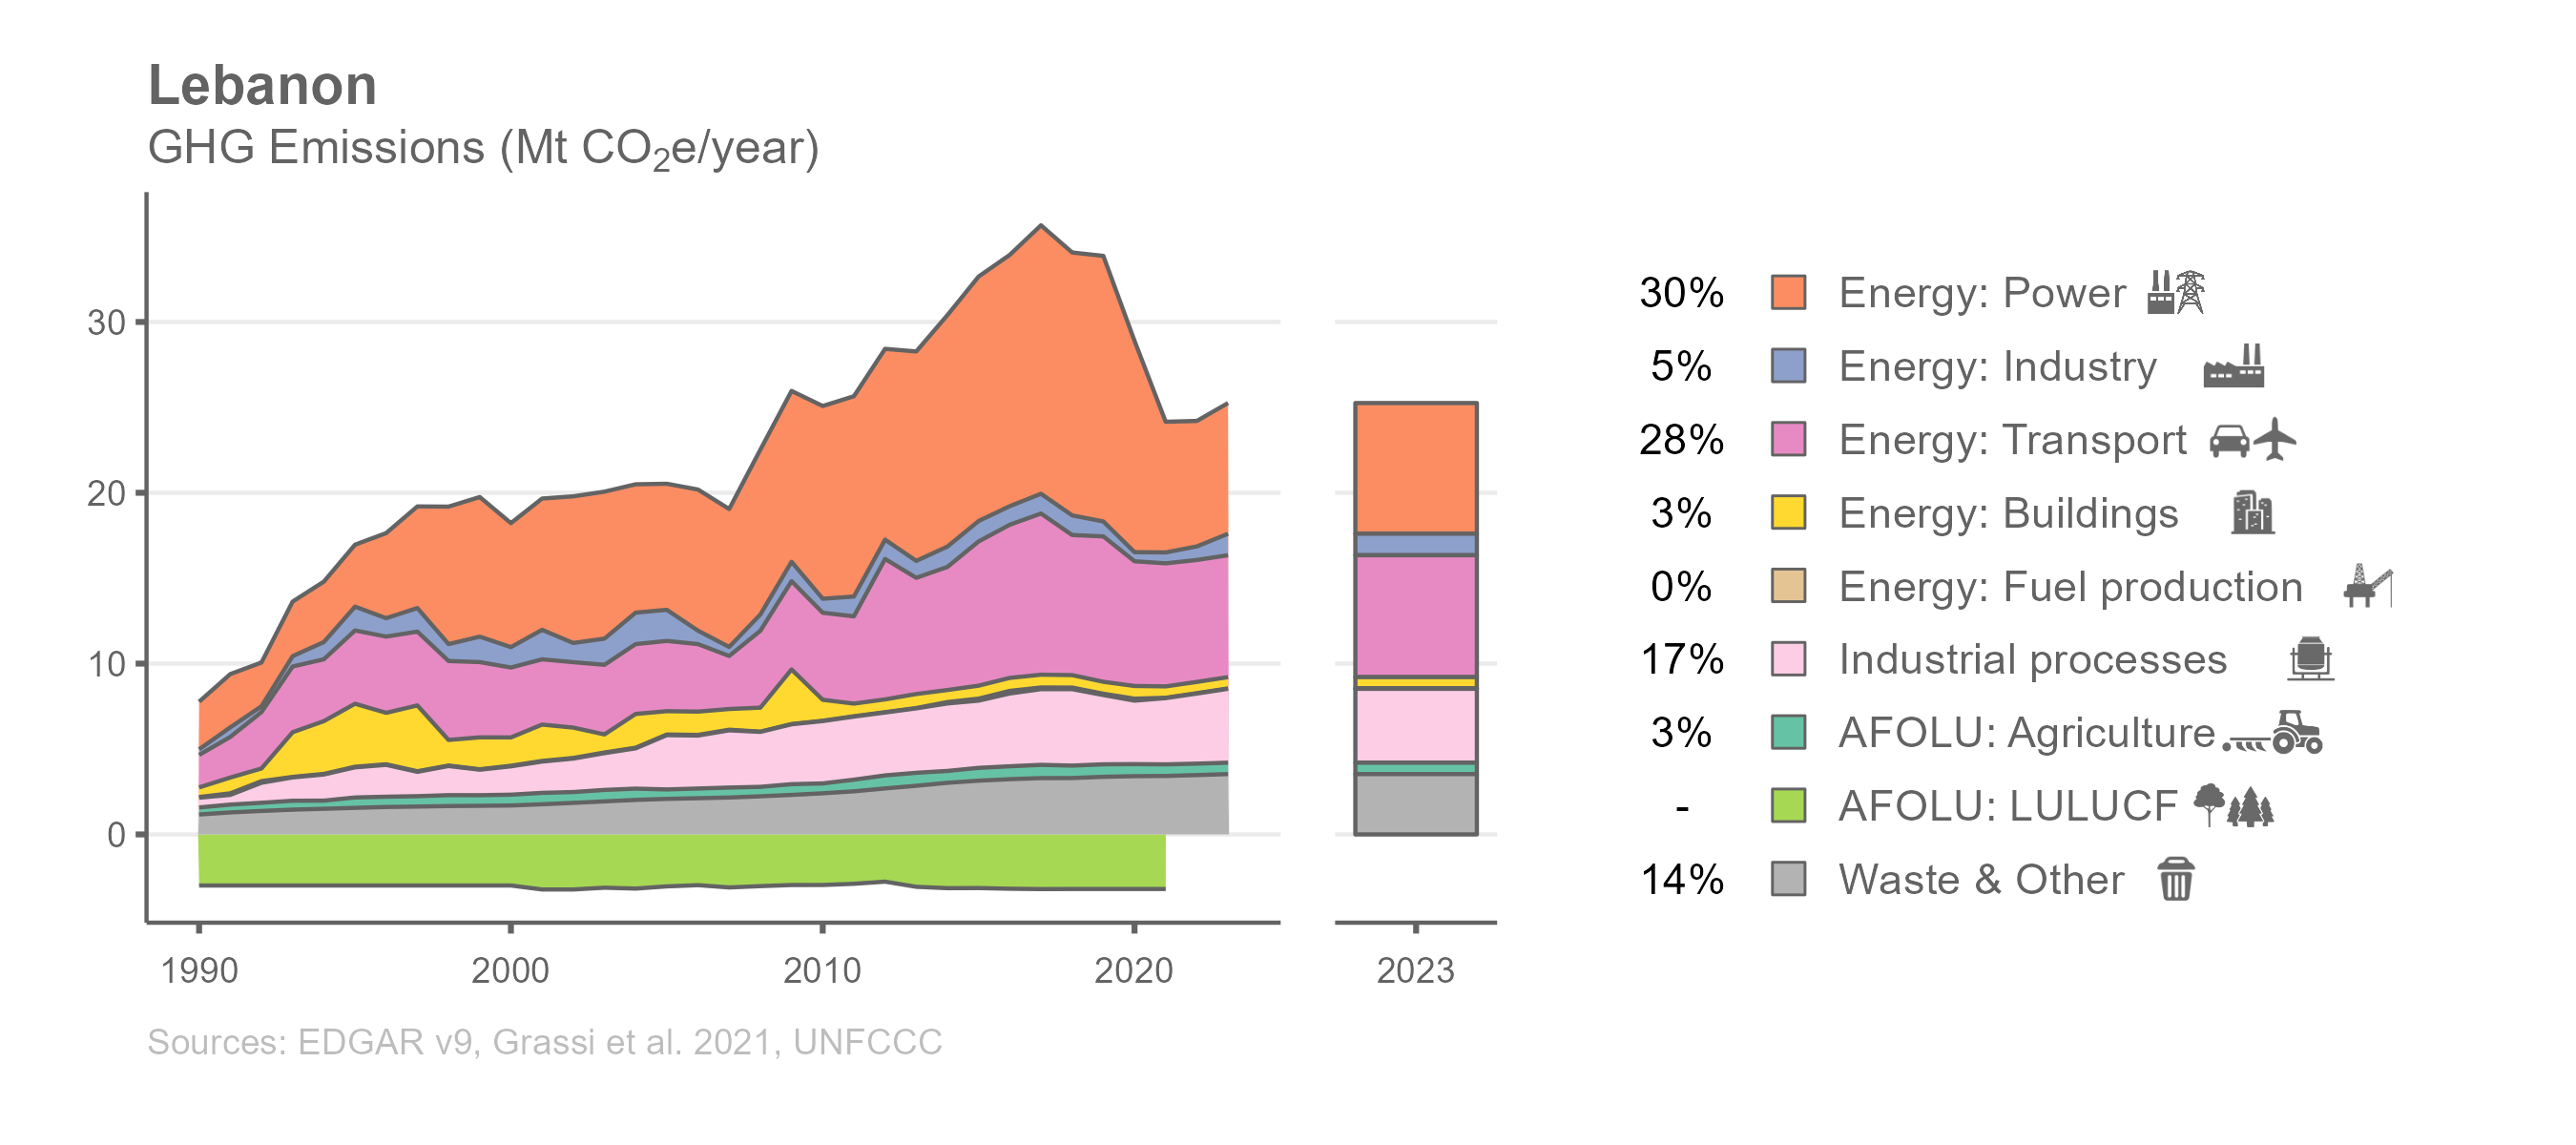 Lebanon
GHG Emissions (Mt CO₂e/year)
30
20
10
0
1990
2000
2010
2020
2023
30% Energy: Power
5% Energy: Industry
28% Energy: Transport
3% Energy: Buildings
0% Energy: Fuel production
17% Industrial processes
3% AFOLU: Agriculture
- AFOLU: LULUCF
14% Waste & Other
Sources: EDGAR v9, Grassi et al. 2021, UNFCCC